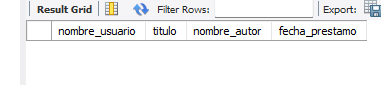 Result Grid Filter Rows: Export:
nombre_usuario titulo nombre_autor fecha_prestamo